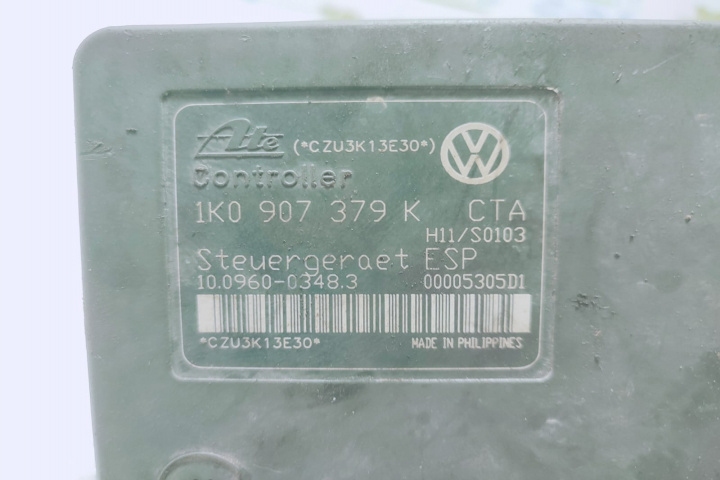 Ate (*CZU3K13E30*)
Controller
1K0 907 379 K CTA
H11/S0103
Steuergeraet ESP
10.0960-0348.3 00005305D1
*CZU3K13E30* MADE IN PHILIPPINES